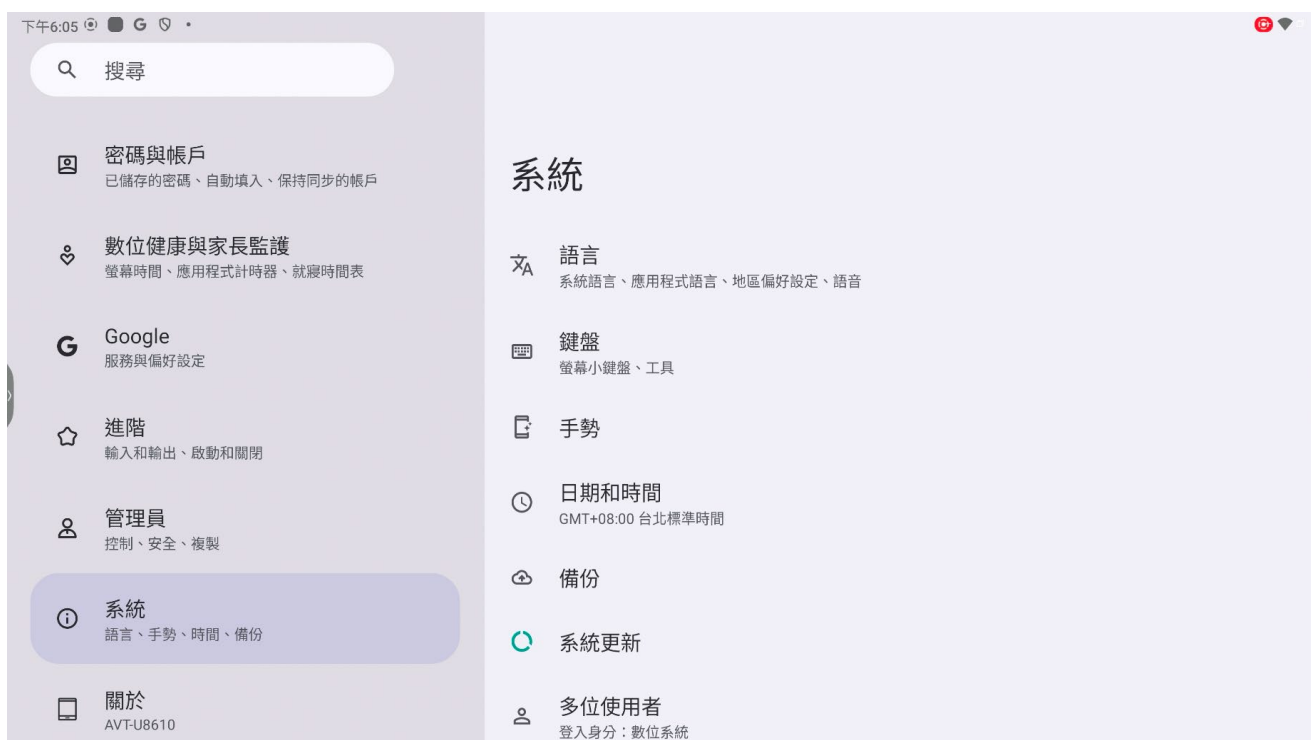 下午6:05
搜尋
密碼與帳戶
已儲存的密碼、自動填入、保持同步的帳戶
數位健康與家長監護
螢幕時間、應用程式計時器、就寢時間表
Google
服務與偏好設定
進階
輸入和輸出、啟動和關閉
管理員
控制、安全、複製
系統
語言、手勢、時間、備份
關於
AVT-U8610
系統
語言
系統語言、應用程式語言、地區偏好設定、語音
鍵盤
螢幕小鍵盤、工具
手勢
日期和時間
GMT+08:00 台北標準時間
備份
系統更新
多位使用者
登入身分：數位系統